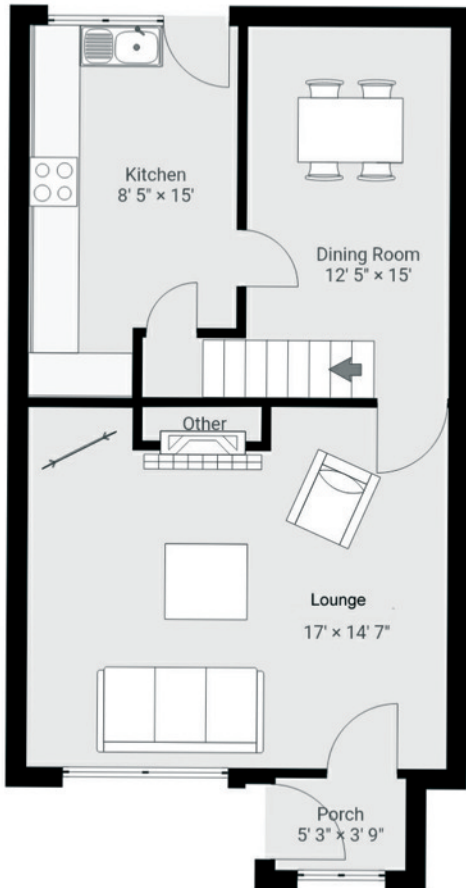 Kitchen
8' 5" × 15'
Dining Room
12' 5" × 15'
Other
Lounge
17' × 14' 7"
Porch
5' 3" × 3' 9"